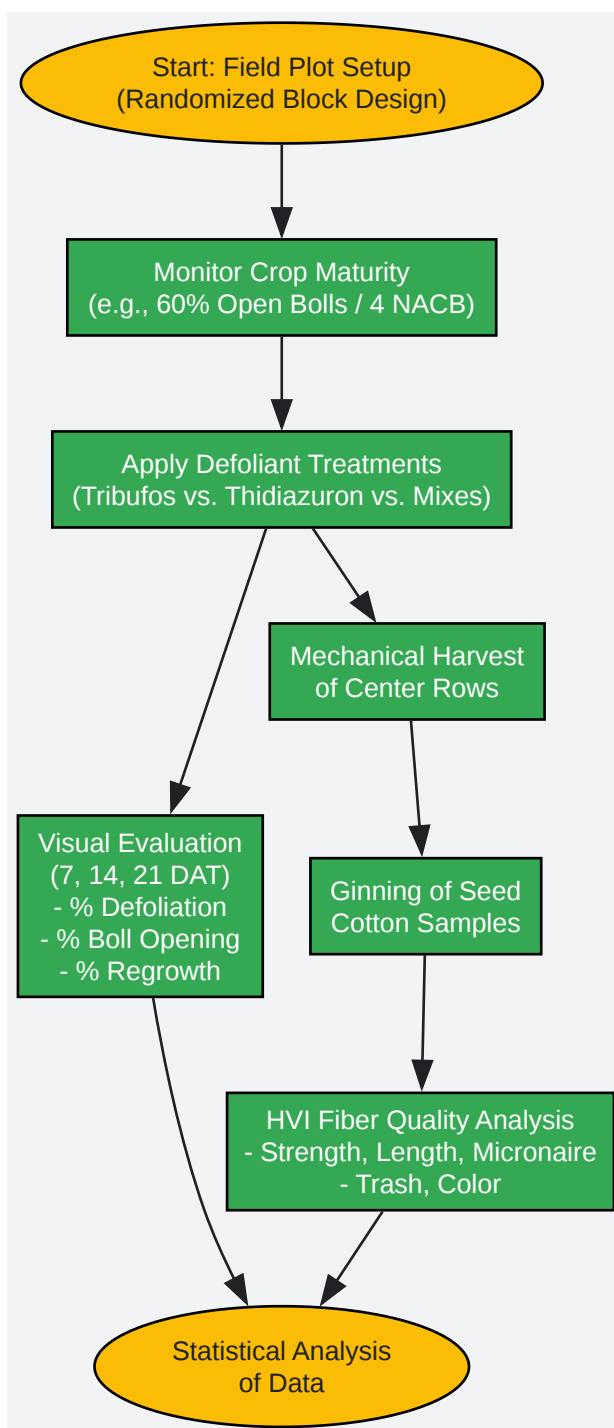 Start: Field Plot Setup
(Randomized Block Design)
Monitor Crop Maturity
(e.g., 60% Open Bolls / 4 NACB)
Apply Defoliant Treatments
(Tribufos vs. Thidiazuron vs. Mixes)
Mechanical Harvest
of Center Rows
Visual Evaluation
(7, 14, 21 DAT)
- % Defoliation
- % Boll Opening
- % Regrowth
Ginning of Seed
Cotton Samples
HVI Fiber Quality Analysis
- Strength, Length, Micronaire
- Trash, Color
Statistical Analysis
of Data